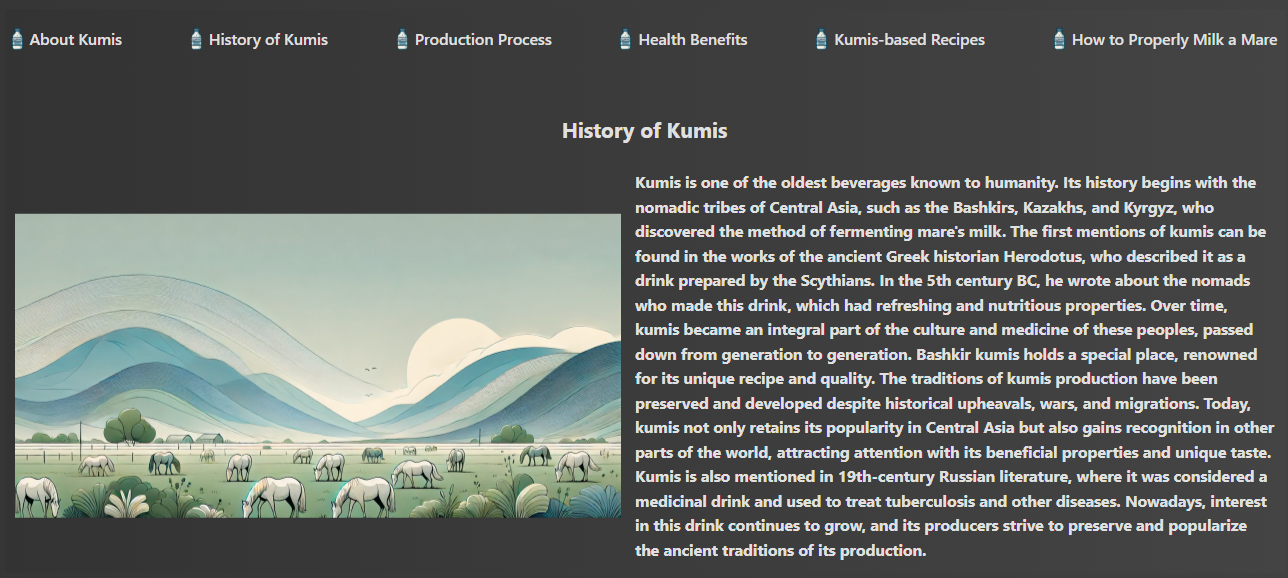 About Kumis
History of Kumis
Production Process
Health Benefits
Kumis-based Recipes
How to Properly Milk a Mare
History of Kumis
Kumis is one of the oldest beverages known to humanity. Its history begins with the
nomadic tribes of Central Asia, such as the Bashkirs, Kazakhs, and Kyrgyz, who
discovered the method of fermenting mare's milk. The first mentions of kumis can be
found in the works of the ancient Greek historian Herodotus, who described it as a
drink prepared by the Scythians. In the 5th century BC, he wrote about the nomads
who made this drink, which had refreshing and nutritious properties. Over time,
kumis became an integral part of the culture and medicine of these peoples, passed
down from generation to generation. Bashkir kumis holds a special place, renowned
for its unique recipe and quality. The traditions of kumis production have been
preserved and developed despite historical upheavals, wars, and migrations. Today,
kumis not only retains its popularity in Central Asia but also gains recognition in other
parts of the world, attracting attention with its beneficial properties and unique taste.
Kumis is also mentioned in 19th-century Russian literature, where it was considered a
medicinal drink and used to treat tuberculosis and other diseases. Nowadays, interest
in this drink continues to grow, and its producers strive to preserve and popularize
the ancient traditions of its production.